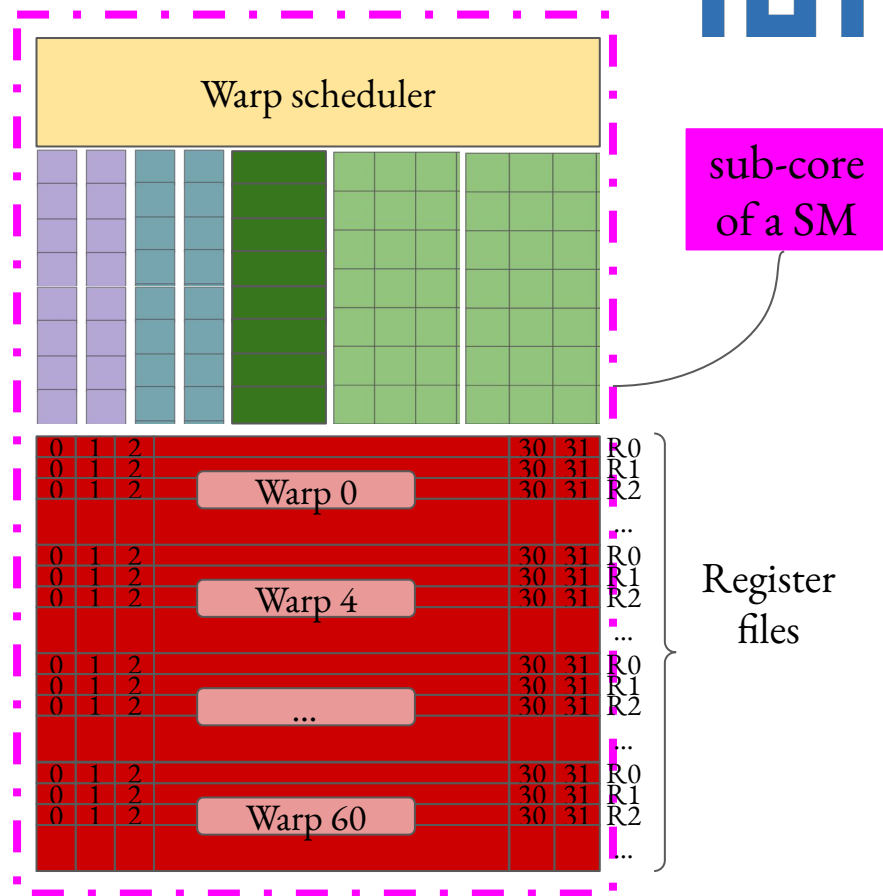 Warp scheduler
sub-core
of a SM
0 1 2 30 31 R0
0 1 2 30 31 R1
0 1 2 30 31 R2
Warp 0
...
0 1 2 30 31 R0
0 1 2 30 31 R1
0 1 2 30 31 R2
Warp 4
...
0 1 2 30 31 R0
0 1 2 30 31 R1
0 1 2 30 31 R2
...
...
0 1 2 30 31 R0
0 1 2 30 31 R1
0 1 2 30 31 R2
Warp 60
...
Register
files